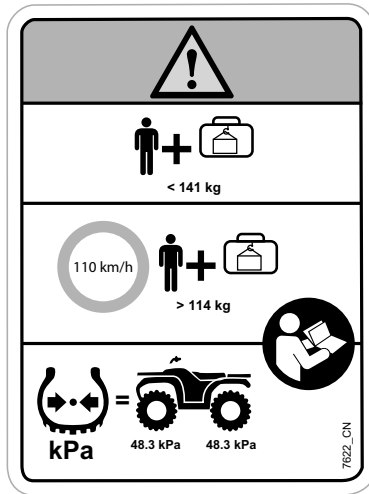 < 141 kg
110 km/h
> 114 kg
kPa
=
48.3 kPa 48.3 kPa
7622_CN